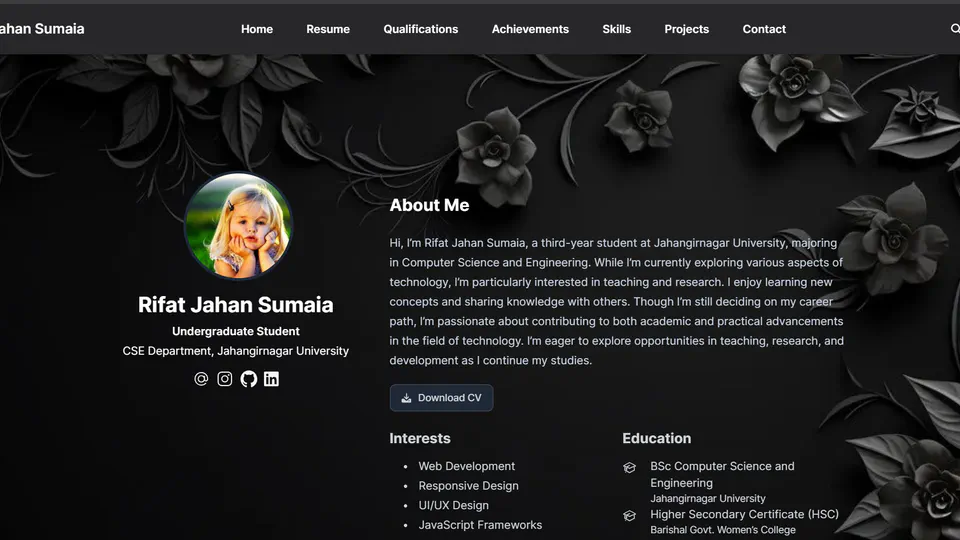 ahan Sumaia
Home Resume Qualifications Achievements Skills Projects Contact
Rifat Jahan Sumaia
Undergraduate Student
CSE Department, Jahangirnagar University
About Me
Hi, I'm Rifat Jahan Sumaia, a third-year student at Jahangirnagar University, majoring
in Computer Science and Engineering. While I'm currently exploring various aspects of
technology, I'm particularly interested in teaching and research. I enjoy learning new
concepts and sharing knowledge with others. Though I'm still deciding on my career
path, I'm passionate about contributing to both academic and practical advancements
in the field of technology. I'm eager to explore opportunities in teaching, research, and
development as I continue my studies.
Download CV
Interests
• Web Development
• Responsive Design
• UI/UX Design
• JavaScript Frameworks
Education
BSc Computer Science and
Engineering
Jahangirnagar University
Higher Secondary Certificate (HSC)
Barishal Govt. Women's College